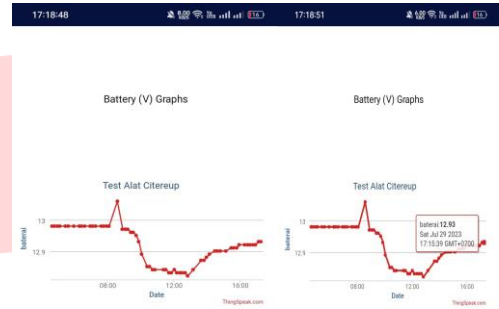 17:18:48
16
Battery (V) Graphs
Test Alat Citereup
baterai
13
12.9
08:00
12:00
16:00
Date
ThingSpeak.com
17:18:51
16
Battery (V) Graphs
Test Alat Citereup
baterai
13
12.9
baterai 12.93
Sat Jul 29 2023
17:15:39 GMT+0700
08:00
12:00
16:00
Date
ThingSpeak.com